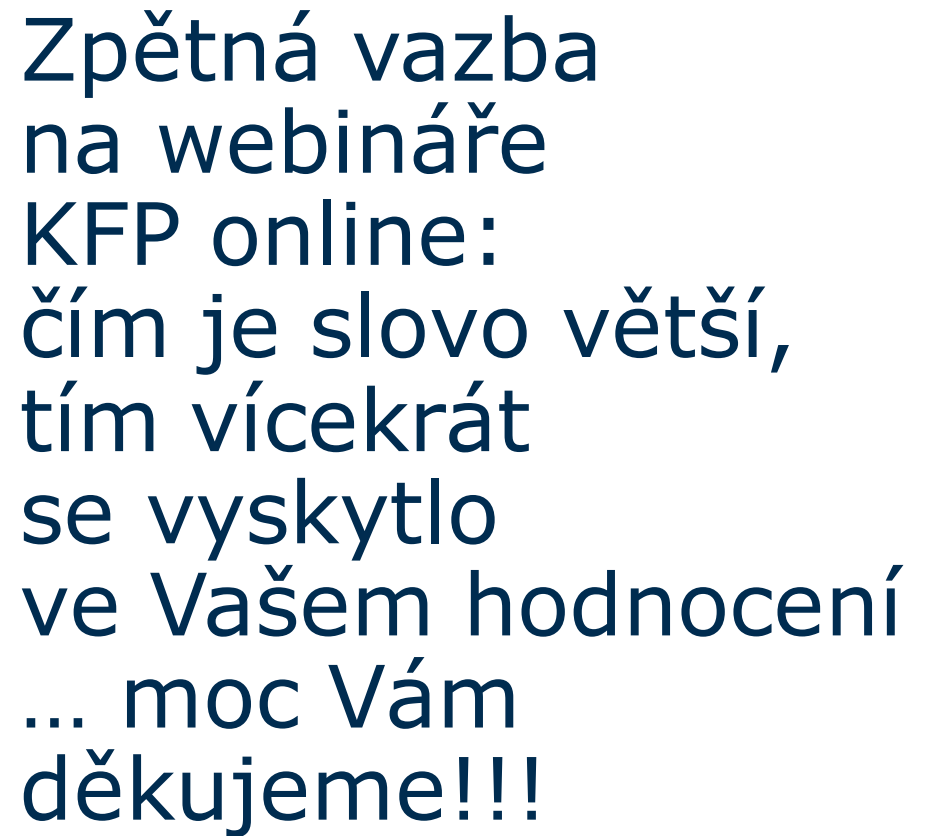 Zpětná vazba
na webináře
KFP online:
čím je slovo větší,
tím vícekrát
se vyskytlo
ve Vašem hodnocení
… moc Vám
děkujeme!!!